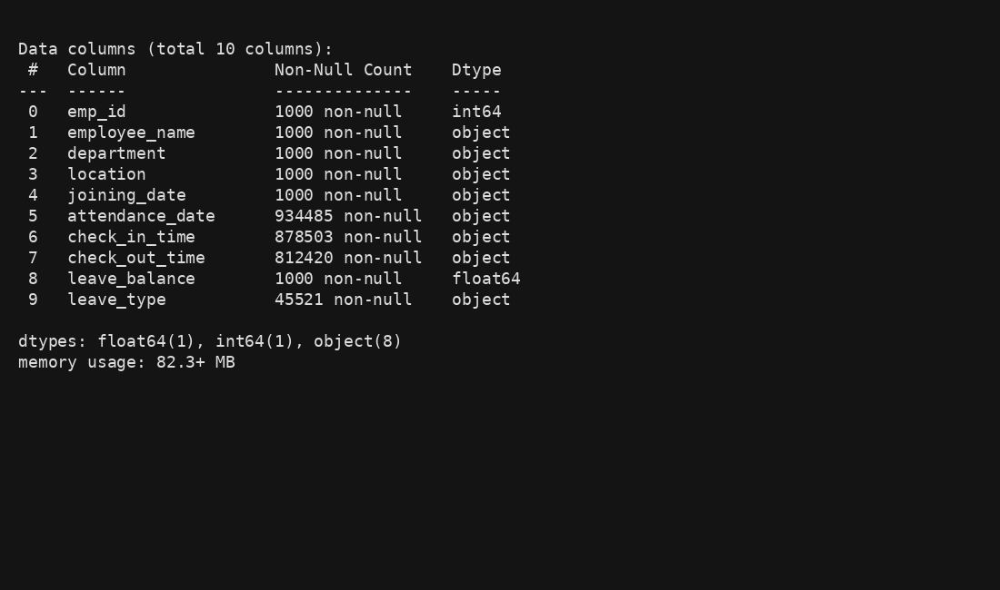 Data columns (total 10 columns):
 #   Column               Non-Null Count    Dtype
---  ------               --------------    -----
 0   emp_id               1000 non-null     int64
 1   employee_name        1000 non-null     object
 2   department           1000 non-null     object
 3   location             1000 non-null     object
 4   joining_date         1000 non-null     object
 5   attendance_date      934485 non-null   object
 6   check_in_time        878503 non-null   object
 7   check_out_time       812420 non-null   object
 8   leave_balance        1000 non-null     float64
 9   leave_type           45521 non-null    object

dtypes: float64(1), int64(1), object(8)
memory usage: 82.3+ MB